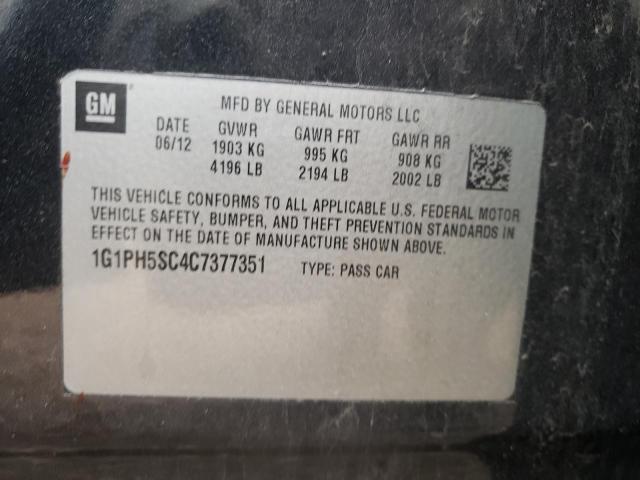 GM
MFD BY GENERAL MOTORS LLC
DATE GVWR GAWR FRT GAWR RR
06/12 1903 KG 995 KG 908 KG
4196 LB 2194 LB 2002 LB
THIS VEHICLE CONFORMS TO ALL APPLICABLE U.S. FEDERAL MOTOR
VEHICLE SAFETY, BUMPER, AND THEFT PREVENTION STANDARDS IN
EFFECT ON THE DATE OF MANUFACTURE SHOWN ABOVE.
1G1PH5SC4C7377351 TYPE: PASS CAR